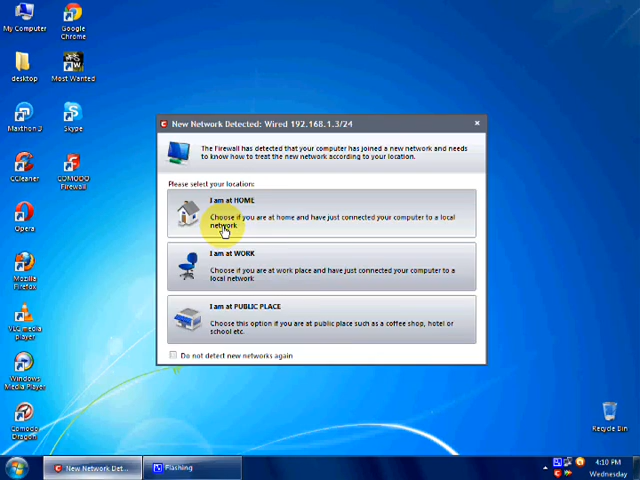 My Computer
Google
Chrome
desktop
Most Wanted
Maxthon 3
Skype
CCleaner
COMODO
Firewall
Opera
Mozilla
Firefox
VLC media
player
Windows
Media Player
Comodo
Dragon
New Network Detected: Wired 192.168.1.3/24
The Firewall has detected that your computer has joined a new network and needs
to know how to treat the new network according to your location.
Please select your location:
I am at HOME
Choose if you are at home and have just connected your computer to a local
network.
I am at WORK
Choose if you are at work place and have just connected your computer to a
local network.
I am at PUBLIC PLACE
Choose this option if you are at public place such as a coffee shop, hotel or
school etc.
Do not detect new networks again
Recycle Bin
New Network Det...
Flashing
4:10 PM
Wednesday